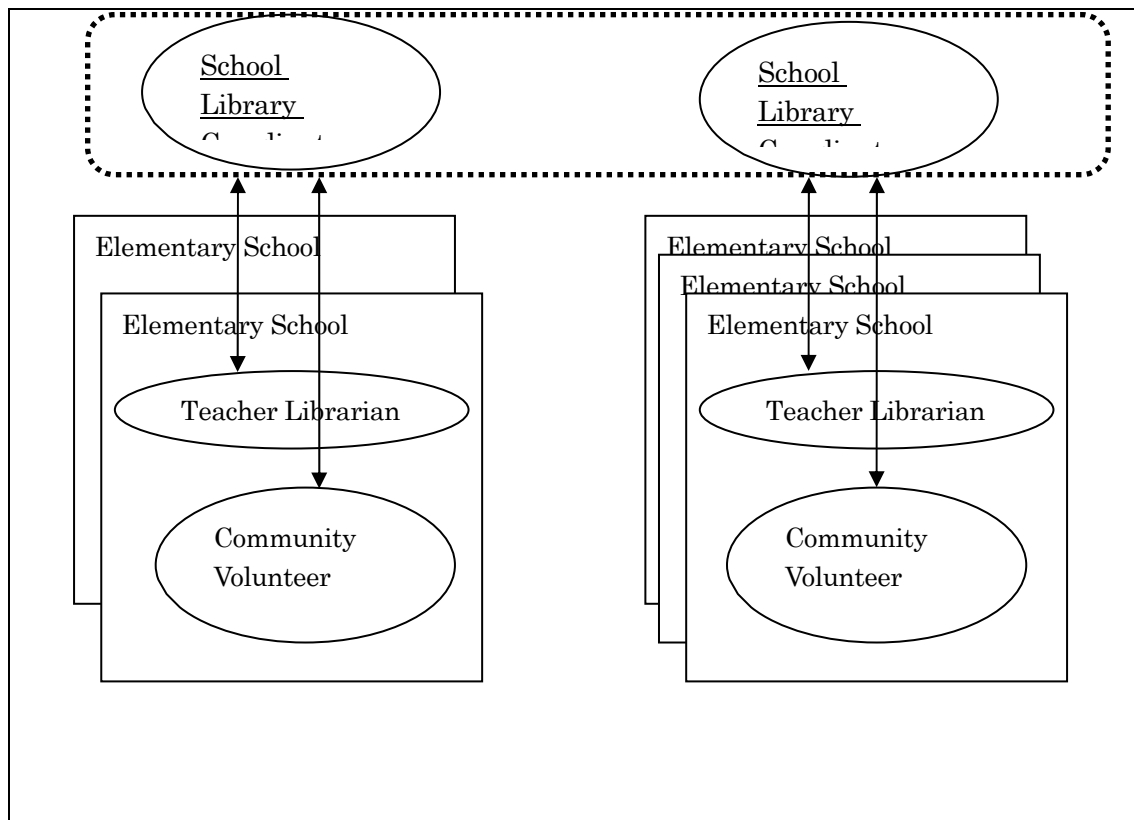 School
Library
School
Library
Elementary School
Elementary School
Teacher Librarian
Community
Volunteer
Elementary School
Elementary School
Elementary School
Teacher Librarian
Community
Volunteer